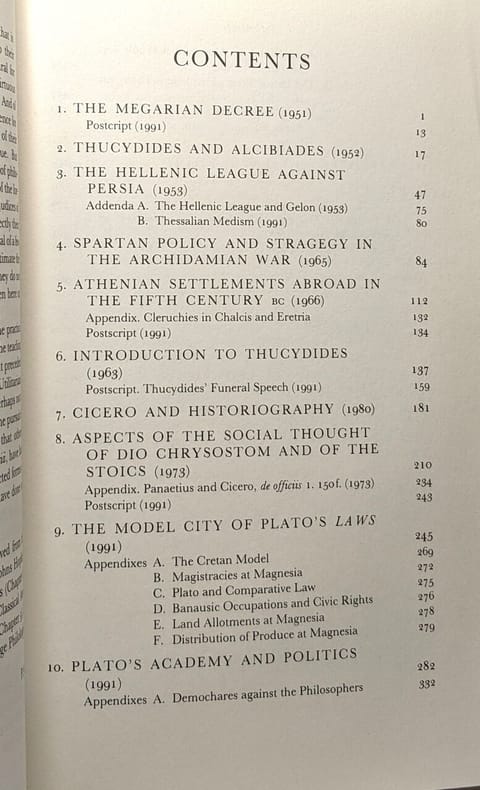 CONTENTS
1. THE MEGARIAN DECREE (1951) 1
Postcript (1991) 13
2. THUCYDIDES AND ALCIBIADES (1952) 17
3. THE HELLENIC LEAGUE AGAINST
PERSIA (1953) 47
Addenda A. The Hellenic League and Gelon (1953) 75
B. Thessalian Medism (1991) 80
4. SPARTAN POLICY AND STRAGEGY IN
THE ARCHIDAMIAN WAR (1965) 84
5. ATHENIAN SETTLEMENTS ABROAD IN
THE FIFTH CENTURY BC (1966) 112
Appendix. Cleruchies in Chalcis and Eretria 132
Postscript (1991) 134
6. INTRODUCTION TO THUCYDIDES
(1963) 137
Postscript. Thucydides' Funeral Speech (1991) 159
7. CICERO AND HISTORIOGRAPHY (1980) 181
8. ASPECTS OF THE SOCIAL THOUGHT
OF DIO CHRYSOSTOM AND OF THE
STOICS (1973) 210
Appendix. Panaetius and Cicero, de officiis 1. 150f. (1973) 234
Postscript (1991) 243
9. THE MODEL CITY OF PLATO'S LAWS
(1991) 245
Appendixes A. The Cretan Model 269
B. Magistracies at Magnesia 272
C. Plato and Comparative Law 275
D. Banausic Occupations and Civic Rights 276
E. Land Allotments at Magnesia 278
F. Distribution of Produce at Magnesia 279
10. PLATO'S ACADEMY AND POLITICS
(1991) 282
Appendixes A. Demochares against the Philosophers 332